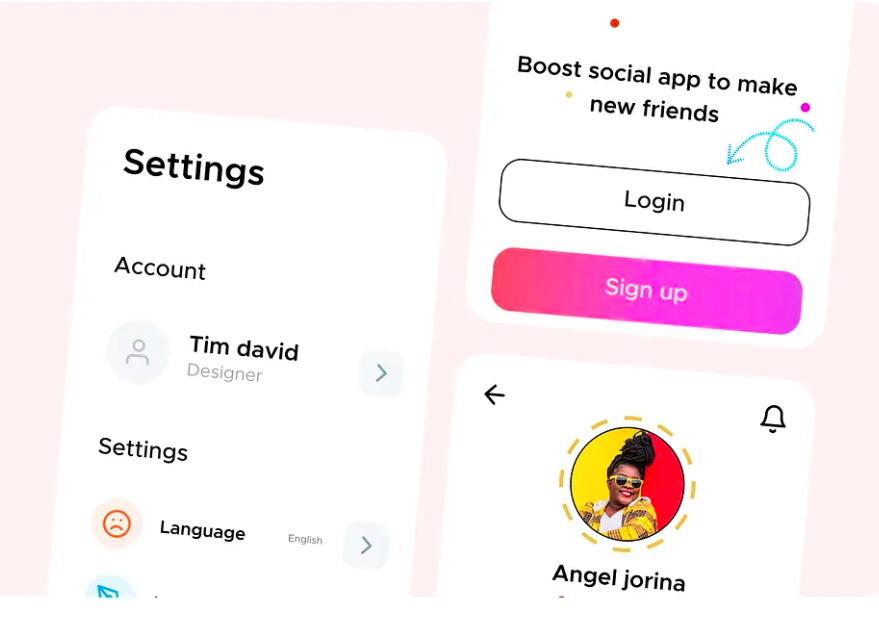 Settings
Account
Tim david
Designer
Settings
Language
English
Boost social app to make
new friends
Login
Sign up
Angel jorina